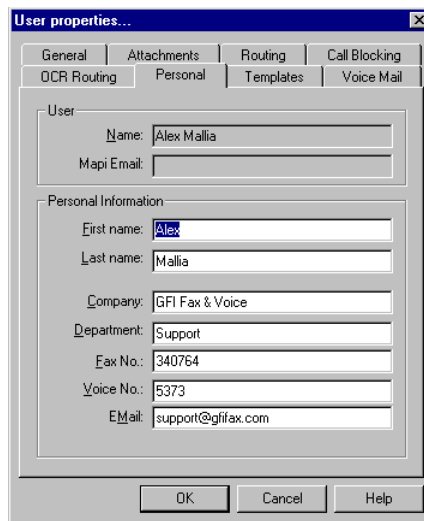 User properties...
General Attachments Routing Call Blocking
OCR Routing Personal Templates Voice Mail
User
Name: Alex Mallia
Mapi Email:
Personal Information
First name: Alex
Last name: Mallia
Company: GFI Fax & Voice
Department: Support
Fax No.: 340764
Voice No.: 5373
EMail: support@gfifax.com
OK Cancel Help